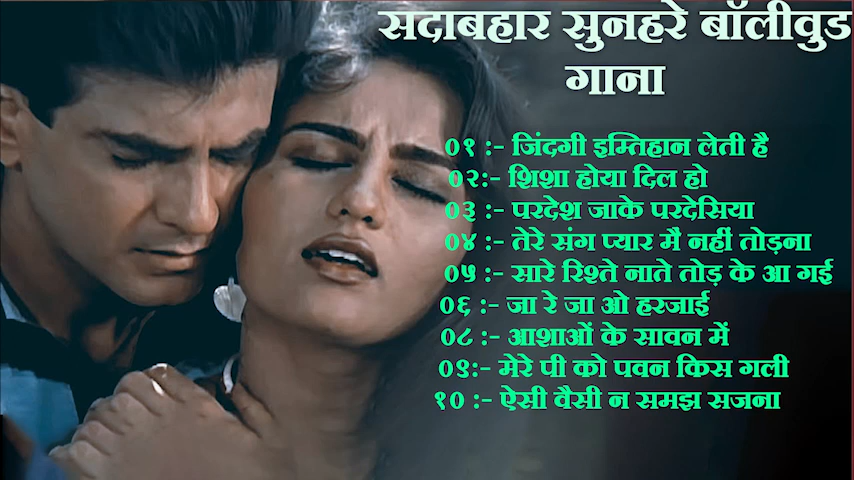 सदाबहार सुनहरे बॉलीवुड
गाना
०१ :- जिंदगी इम्तिहान लेती है
०२:- शिशा होया दिल हो
०३ :- परदेश जाके परदेसिया
०४ :- तेरे संग प्यार मै नहीं तोड़ना
०५ :- सारे रिश्ते नाते तोड़ के आ गई
०६ :- जा रे जा ओ हरजाई
०८ :- आशाओं के सावन में
०९:- मेरे पी को पवन किस गली
१० :- ऐसी वैसी न समझ सजना